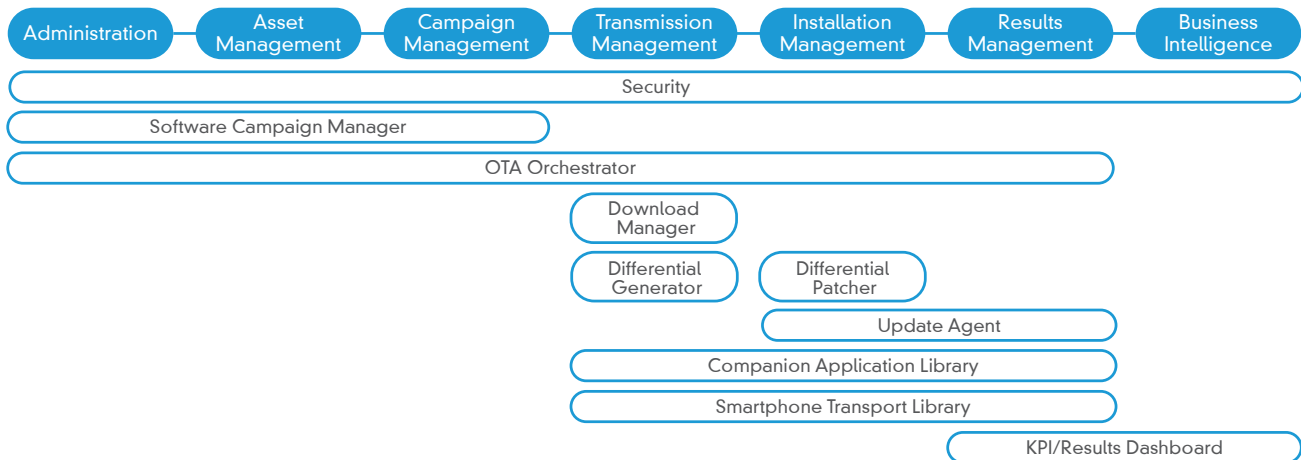 Administration
Asset
Management
Campaign
Management
Transmission
Management
Installation
Management
Results
Management
Business
Intelligence
Security
Software Campaign Manager
OTA Orchestrator
Download
Manager
Differential
Generator
Differential
Patcher
Update Agent
Companion Application Library
Smartphone Transport Library
KPI/Results Dashboard